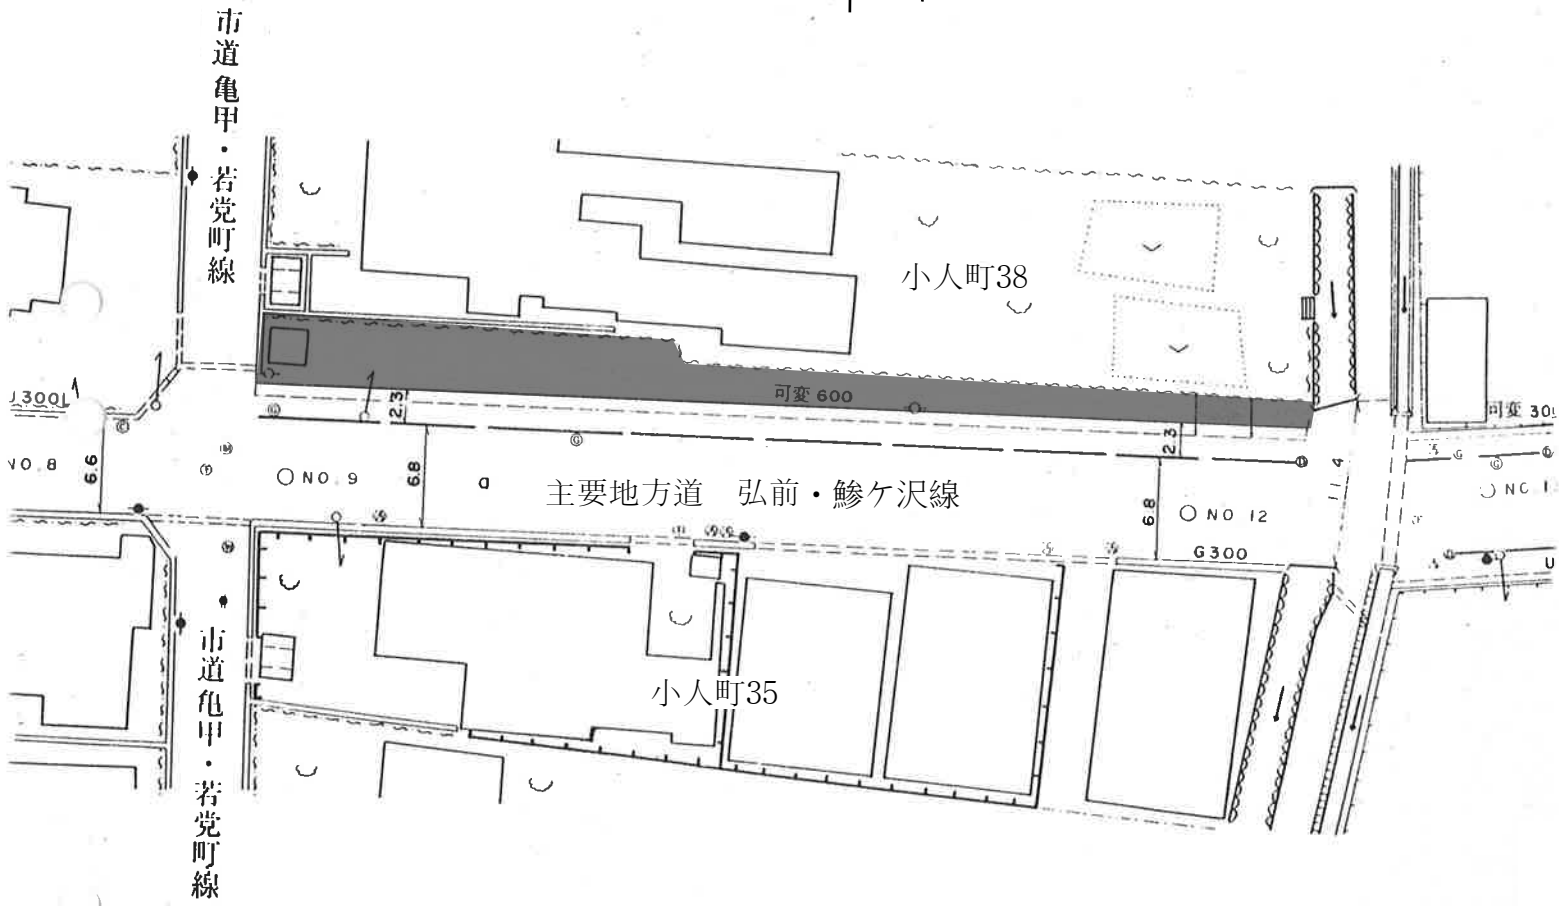 市道亀甲・若党町線
小人町38
可変 600
2.3
可変 30
NO.8
6.6
NO. 9
6.8
a
主要地方道 弘前・鰺ケ沢線
2.3
6.8
NO 12
4
G300
U
小人町35
市道亀甲・若党町線